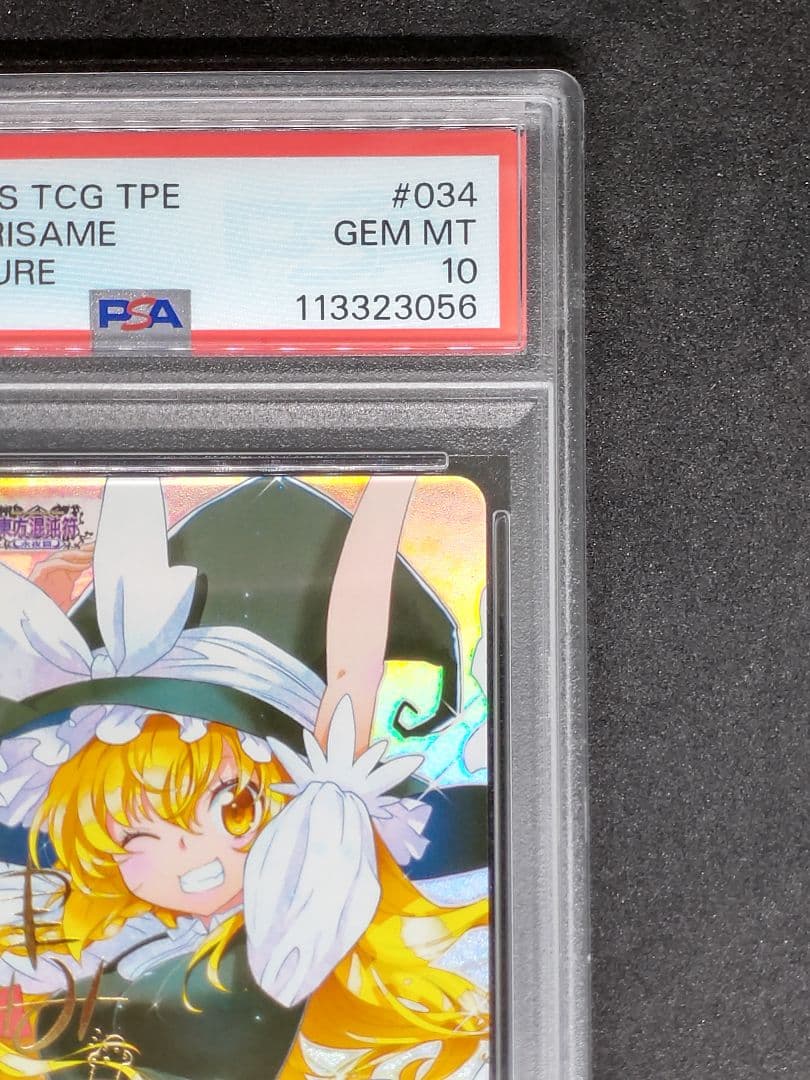 S TCG TPE #034
RISAME GEM MT
URE 10
PSA 113323056
東方混沌符